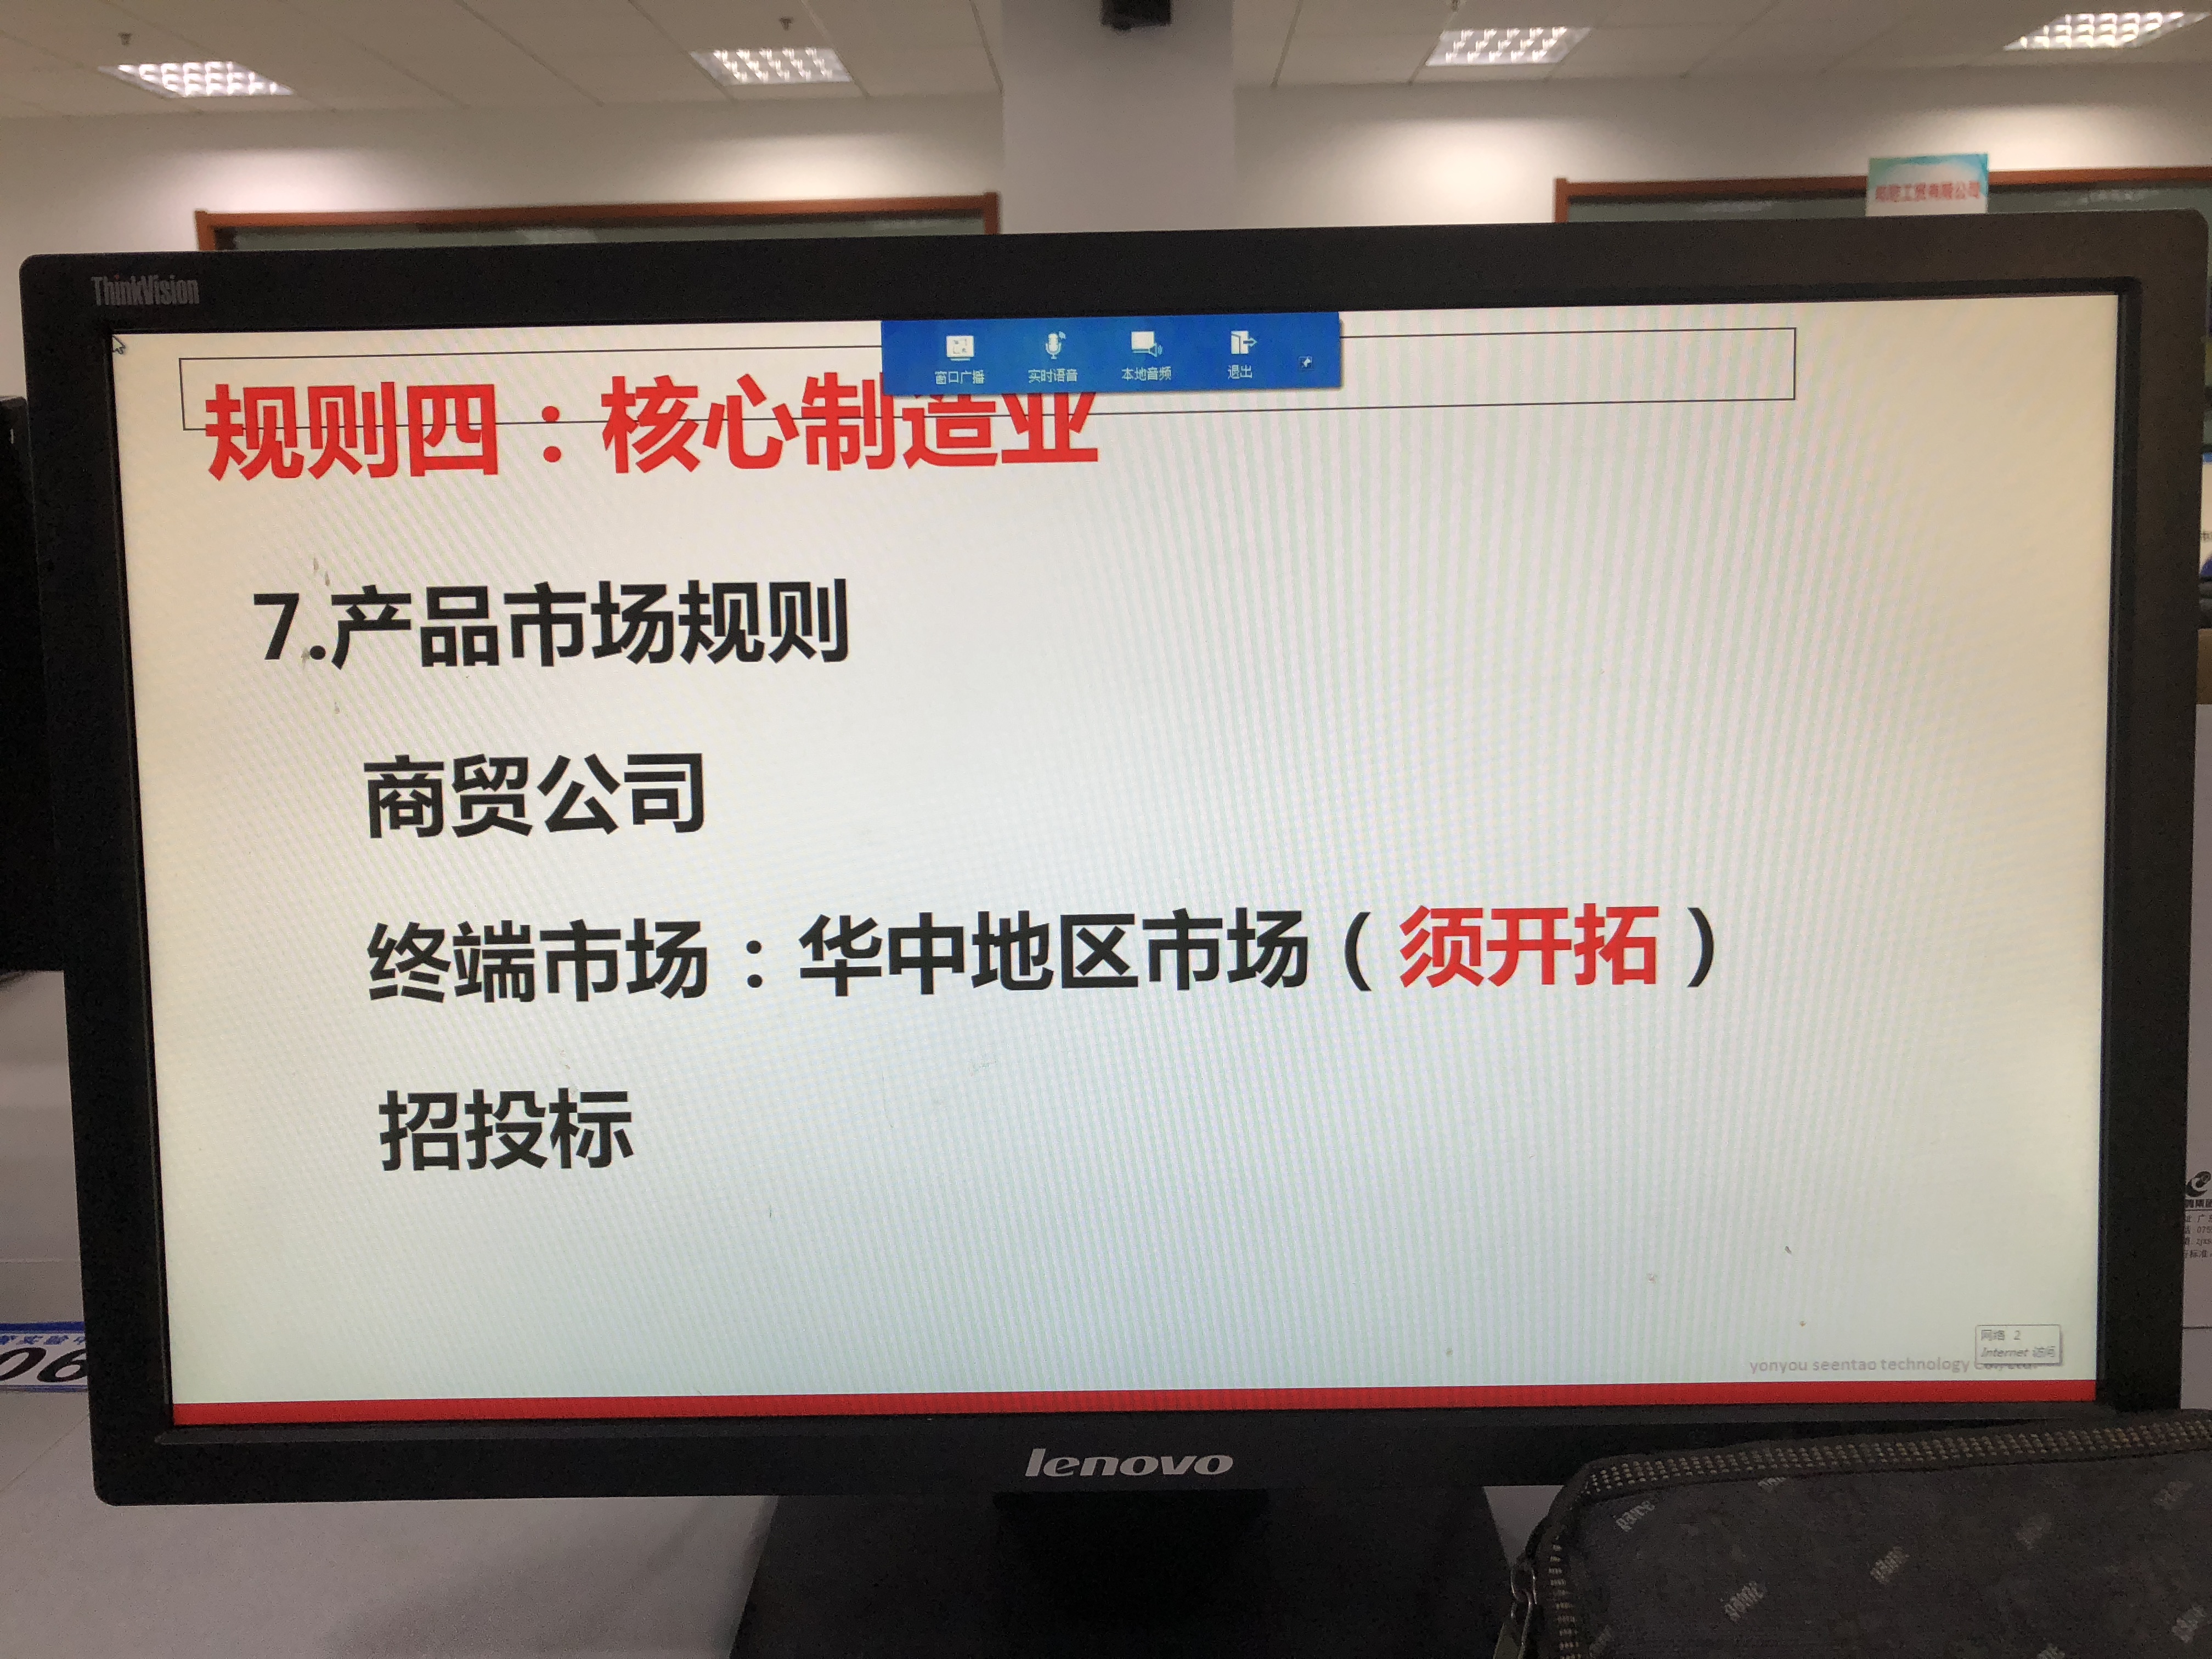 ThinkVision
窗口广播 实时语音 本地音频 退出
规则四：核心制造业
7.产品市场规则
商贸公司
终端市场：华中地区市场（须开拓）
招投标
网络 2
Internet 访问
yonyou seentao technology
lenovo
06